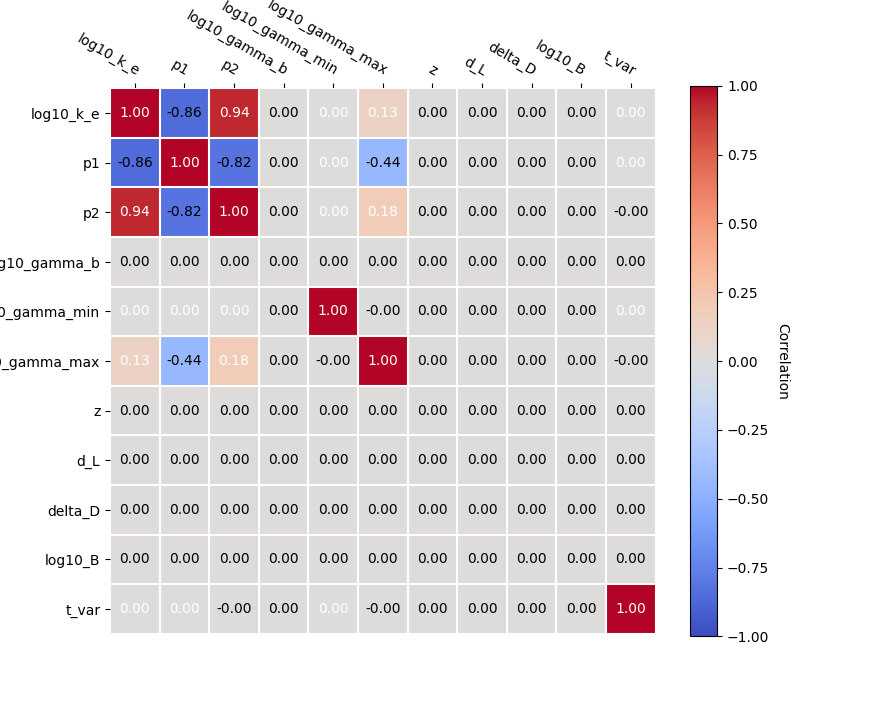 log10_k_e p1 p2 log10_gamma_b log10_gamma_min log10_gamma_max z d_L delta_D log10_B t_var
log10_k_e 1.00 -0.86 0.94 0.00 0.00 0.13 0.00 0.00 0.00 0.00 0.00
p1 -0.86 1.00 -0.82 0.00 0.00 -0.44 0.00 0.00 0.00 0.00 0.00
p2 0.94 -0.82 1.00 0.00 0.00 0.18 0.00 0.00 0.00 0.00 -0.00
g10_gamma_b 0.00 0.00 0.00 0.00 0.00 0.00 0.00 0.00 0.00 0.00 0.00
0_gamma_min 0.00 0.00 0.00 0.00 1.00 -0.00 0.00 0.00 0.00 0.00 0.00
_gamma_max 0.13 -0.44 0.18 0.00 -0.00 1.00 0.00 0.00 0.00 0.00 -0.00
z 0.00 0.00 0.00 0.00 0.00 0.00 0.00 0.00 0.00 0.00 0.00
d_L 0.00 0.00 0.00 0.00 0.00 0.00 0.00 0.00 0.00 0.00 0.00
delta_D 0.00 0.00 0.00 0.00 0.00 0.00 0.00 0.00 0.00 0.00 0.00
log10_B 0.00 0.00 0.00 0.00 0.00 0.00 0.00 0.00 0.00 0.00 0.00
t_var 0.00 0.00 -0.00 0.00 0.00 -0.00 0.00 0.00 0.00 0.00 1.00
1.00
0.75
0.50
0.25
0.00
−0.25
−0.50
−0.75
−1.00
Correlation